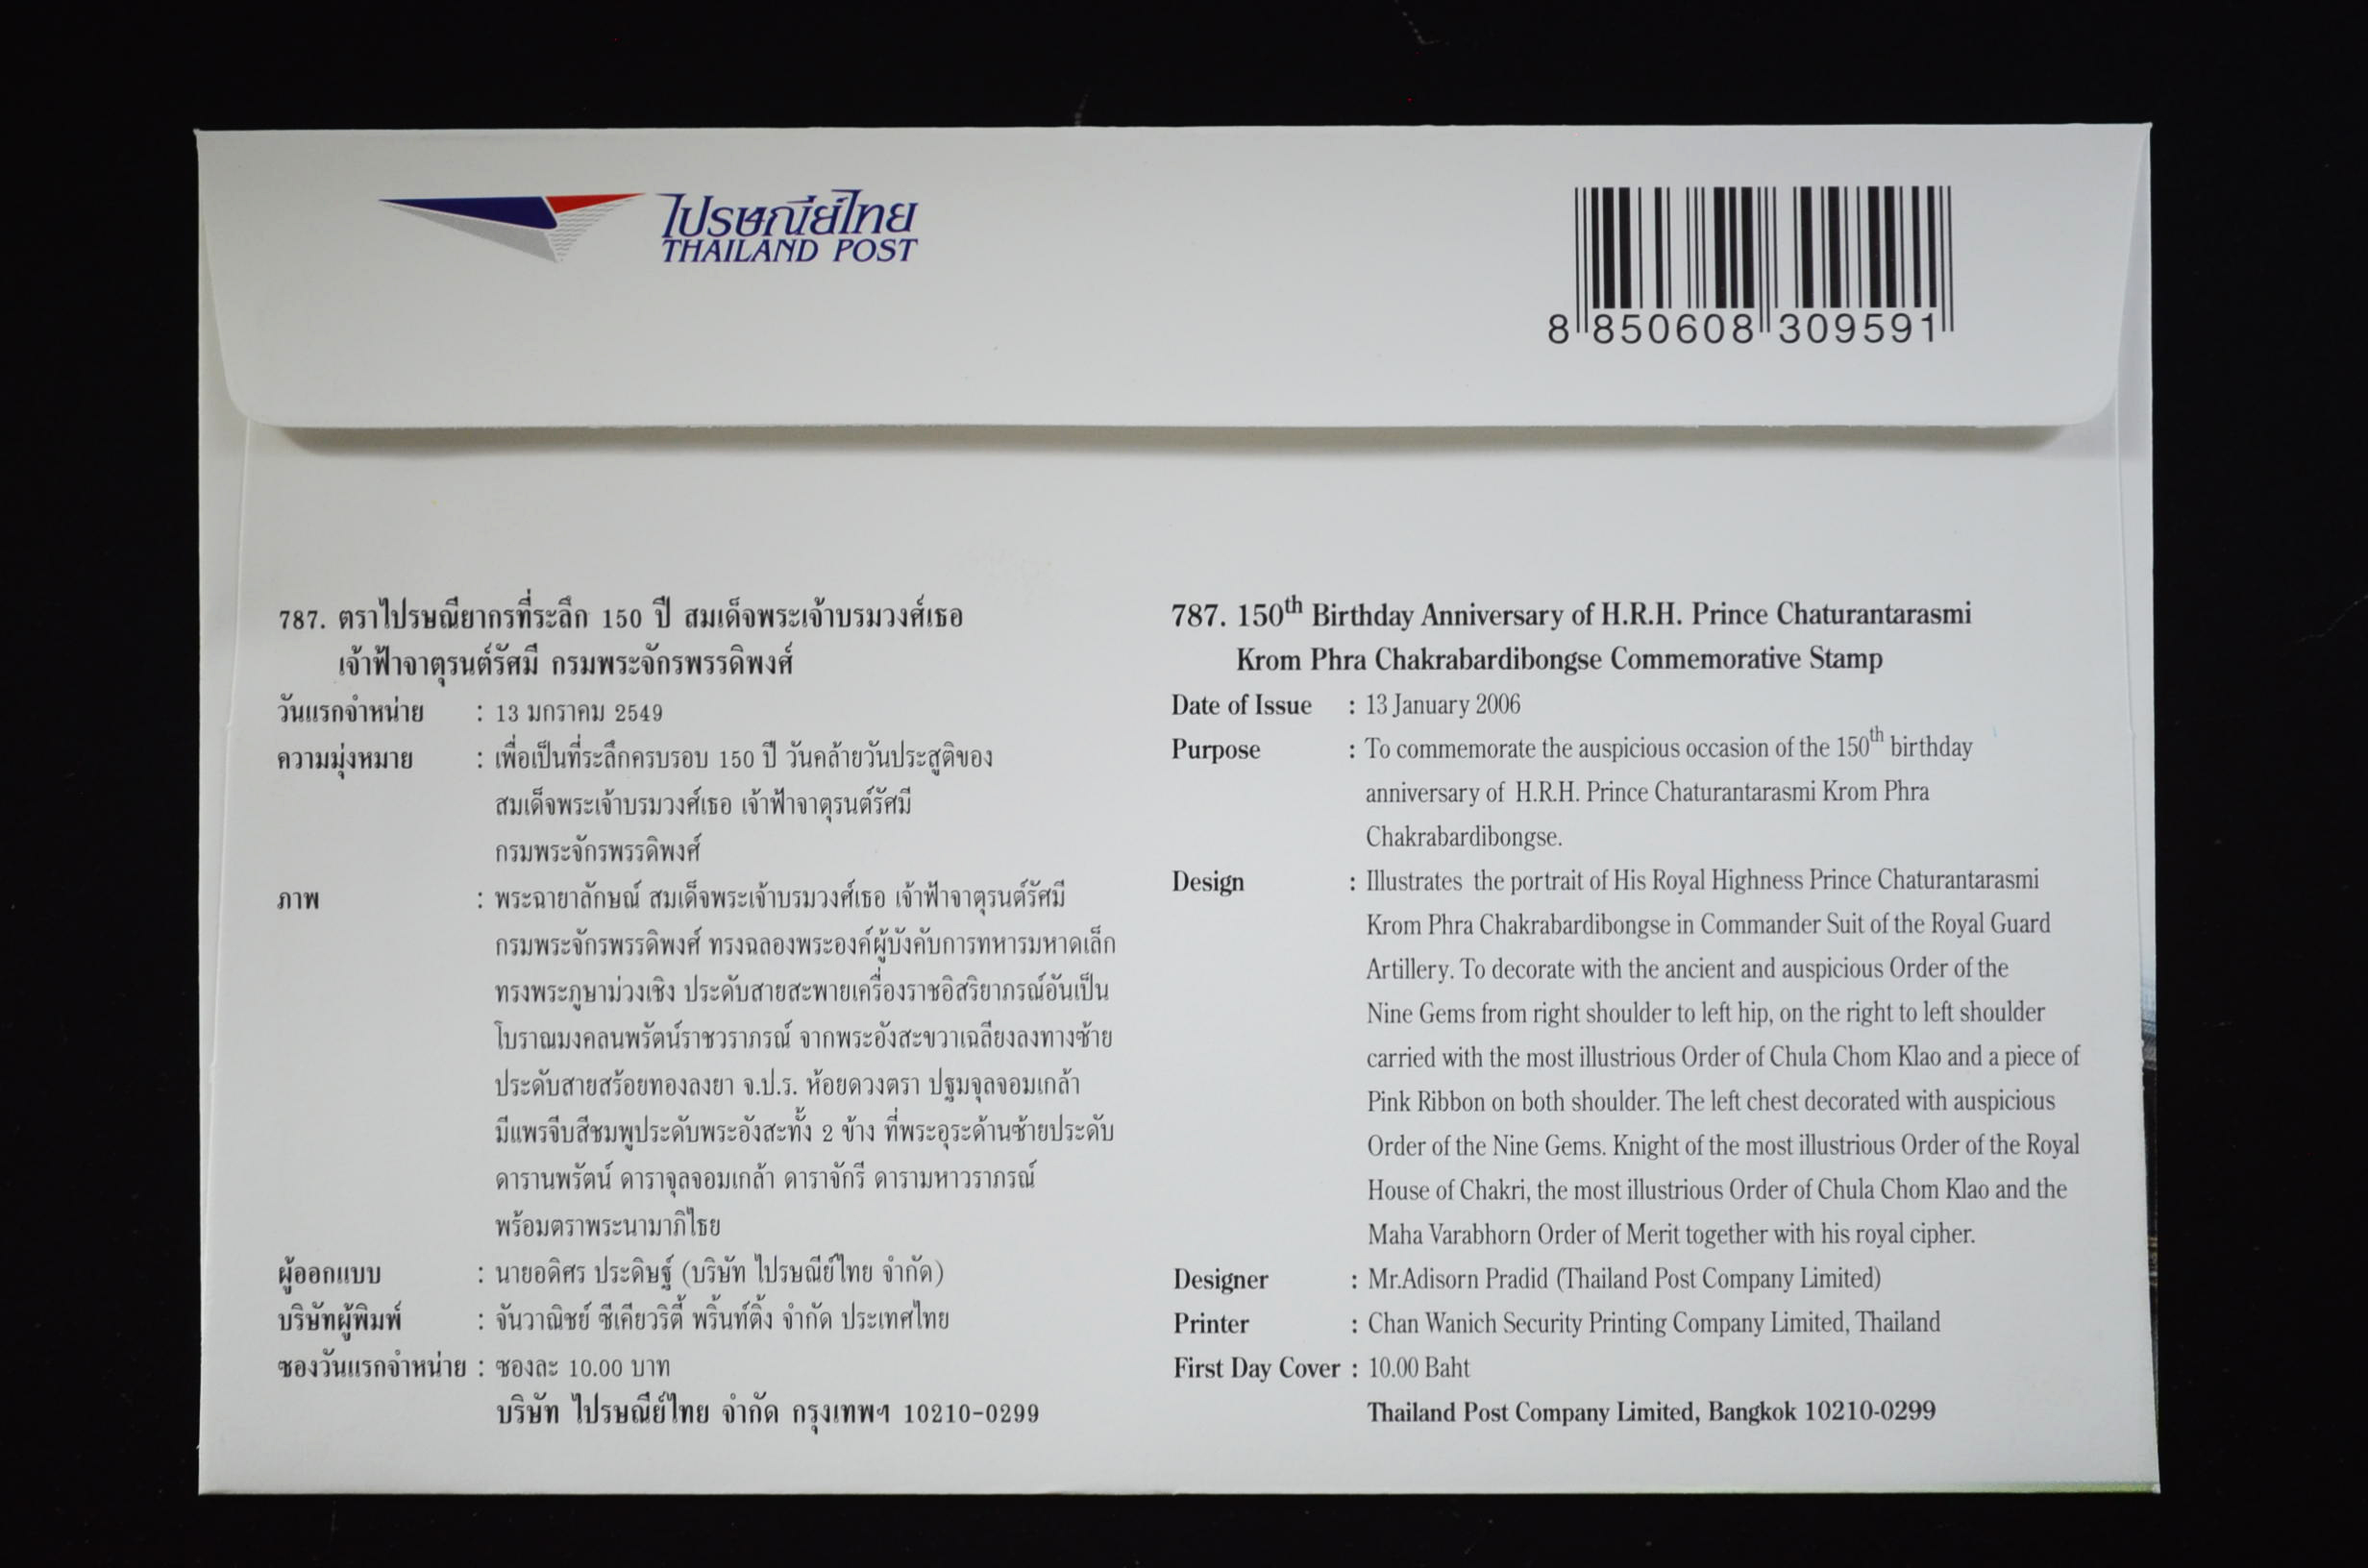 ไปรษณีย์ไทย
THAILAND POST
8 850608 309591
787. ตราไปรษณียากรที่ระลึก 150 ปี สมเด็จพระเจ้าบรมวงศ์เธอ
เจ้าฟ้าจาตุรนต์รัศมี กรมพระจักรพรรดิพงศ์
วันแรกจำหน่าย : 13 มกราคม 2549
ความมุ่งหมาย : เพื่อเป็นที่ระลึกครบรอบ 150 ปี วันคล้ายวันประสูติของ
สมเด็จพระเจ้าบรมวงศ์เธอ เจ้าฟ้าจาตุรนต์รัศมี
กรมพระจักรพรรดิพงศ์
ภาพ : พระฉายาลักษณ์ สมเด็จพระเจ้าบรมวงศ์เธอ เจ้าฟ้าจาตุรนต์รัศมี
กรมพระจักรพรรดิพงศ์ ทรงฉลองพระองค์ผู้บังคับการทหารมหาดเล็ก
ทรงพระภูษาม่วงเชิง ประดับสายสะพายเครื่องราชอิสริยาภรณ์อันเป็น
โบราณมงคลนพรัตน์ราชวราภรณ์ จากพระอังสะขวาเฉลียงลงทางซ้าย
ประดับสายสร้อยทองลงยา จ.ป.ร. ห้อยดวงตรา ปฐมจุลจอมเกล้า
มีแพรจีบสีชมพูประดับพระอังสะทั้ง 2 ข้าง ที่พระอุระด้านซ้ายประดับ
ดารานพรัตน์ ดาราจุลจอมเกล้า ดาราจักรี ดารามหาวราภรณ์
พร้อมตราพระนามาภิไธย
ผู้ออกแบบ : นายอดิศร ประดิษฐ์ (บริษัท ไปรษณีย์ไทย จำกัด)
บริษัทผู้พิมพ์ : จันวาณิชย์ ซีเคียวริตี้ พริ้นท์ติ้ง จำกัด ประเทศไทย
ซองวันแรกจำหน่าย : ซองละ 10.00 บาท
บริษัท ไปรษณีย์ไทย จำกัด กรุงเทพฯ 10210-0299
787. 150th Birthday Anniversary of H.R.H. Prince Chaturantarasmi
Krom Phra Chakrabardibongse Commemorative Stamp
Date of Issue : 13 January 2006
Purpose : To commemorate the auspicious occasion of the 150th birthday
anniversary of H.R.H. Prince Chaturantarasmi Krom Phra
Chakrabardibongse.
Design : Illustrates the portrait of His Royal Highness Prince Chaturantarasmi
Krom Phra Chakrabardibongse in Commander Suit of the Royal Guard
Artillery. To decorate with the ancient and auspicious Order of the
Nine Gems from right shoulder to left hip, on the right to left shoulder
carried with the most illustrious Order of Chula Chom Klao and a piece of
Pink Ribbon on both shoulder. The left chest decorated with auspicious
Order of the Nine Gems. Knight of the most illustrious Order of the Royal
House of Chakri, the most illustrious Order of Chula Chom Klao and the
Maha Varabhorn Order of Merit together with his royal cipher.
Designer : Mr.Adisorn Pradid (Thailand Post Company Limited)
Printer : Chan Wanich Security Printing Company Limited, Thailand
First Day Cover : 10.00 Baht
Thailand Post Company Limited, Bangkok 10210-0299